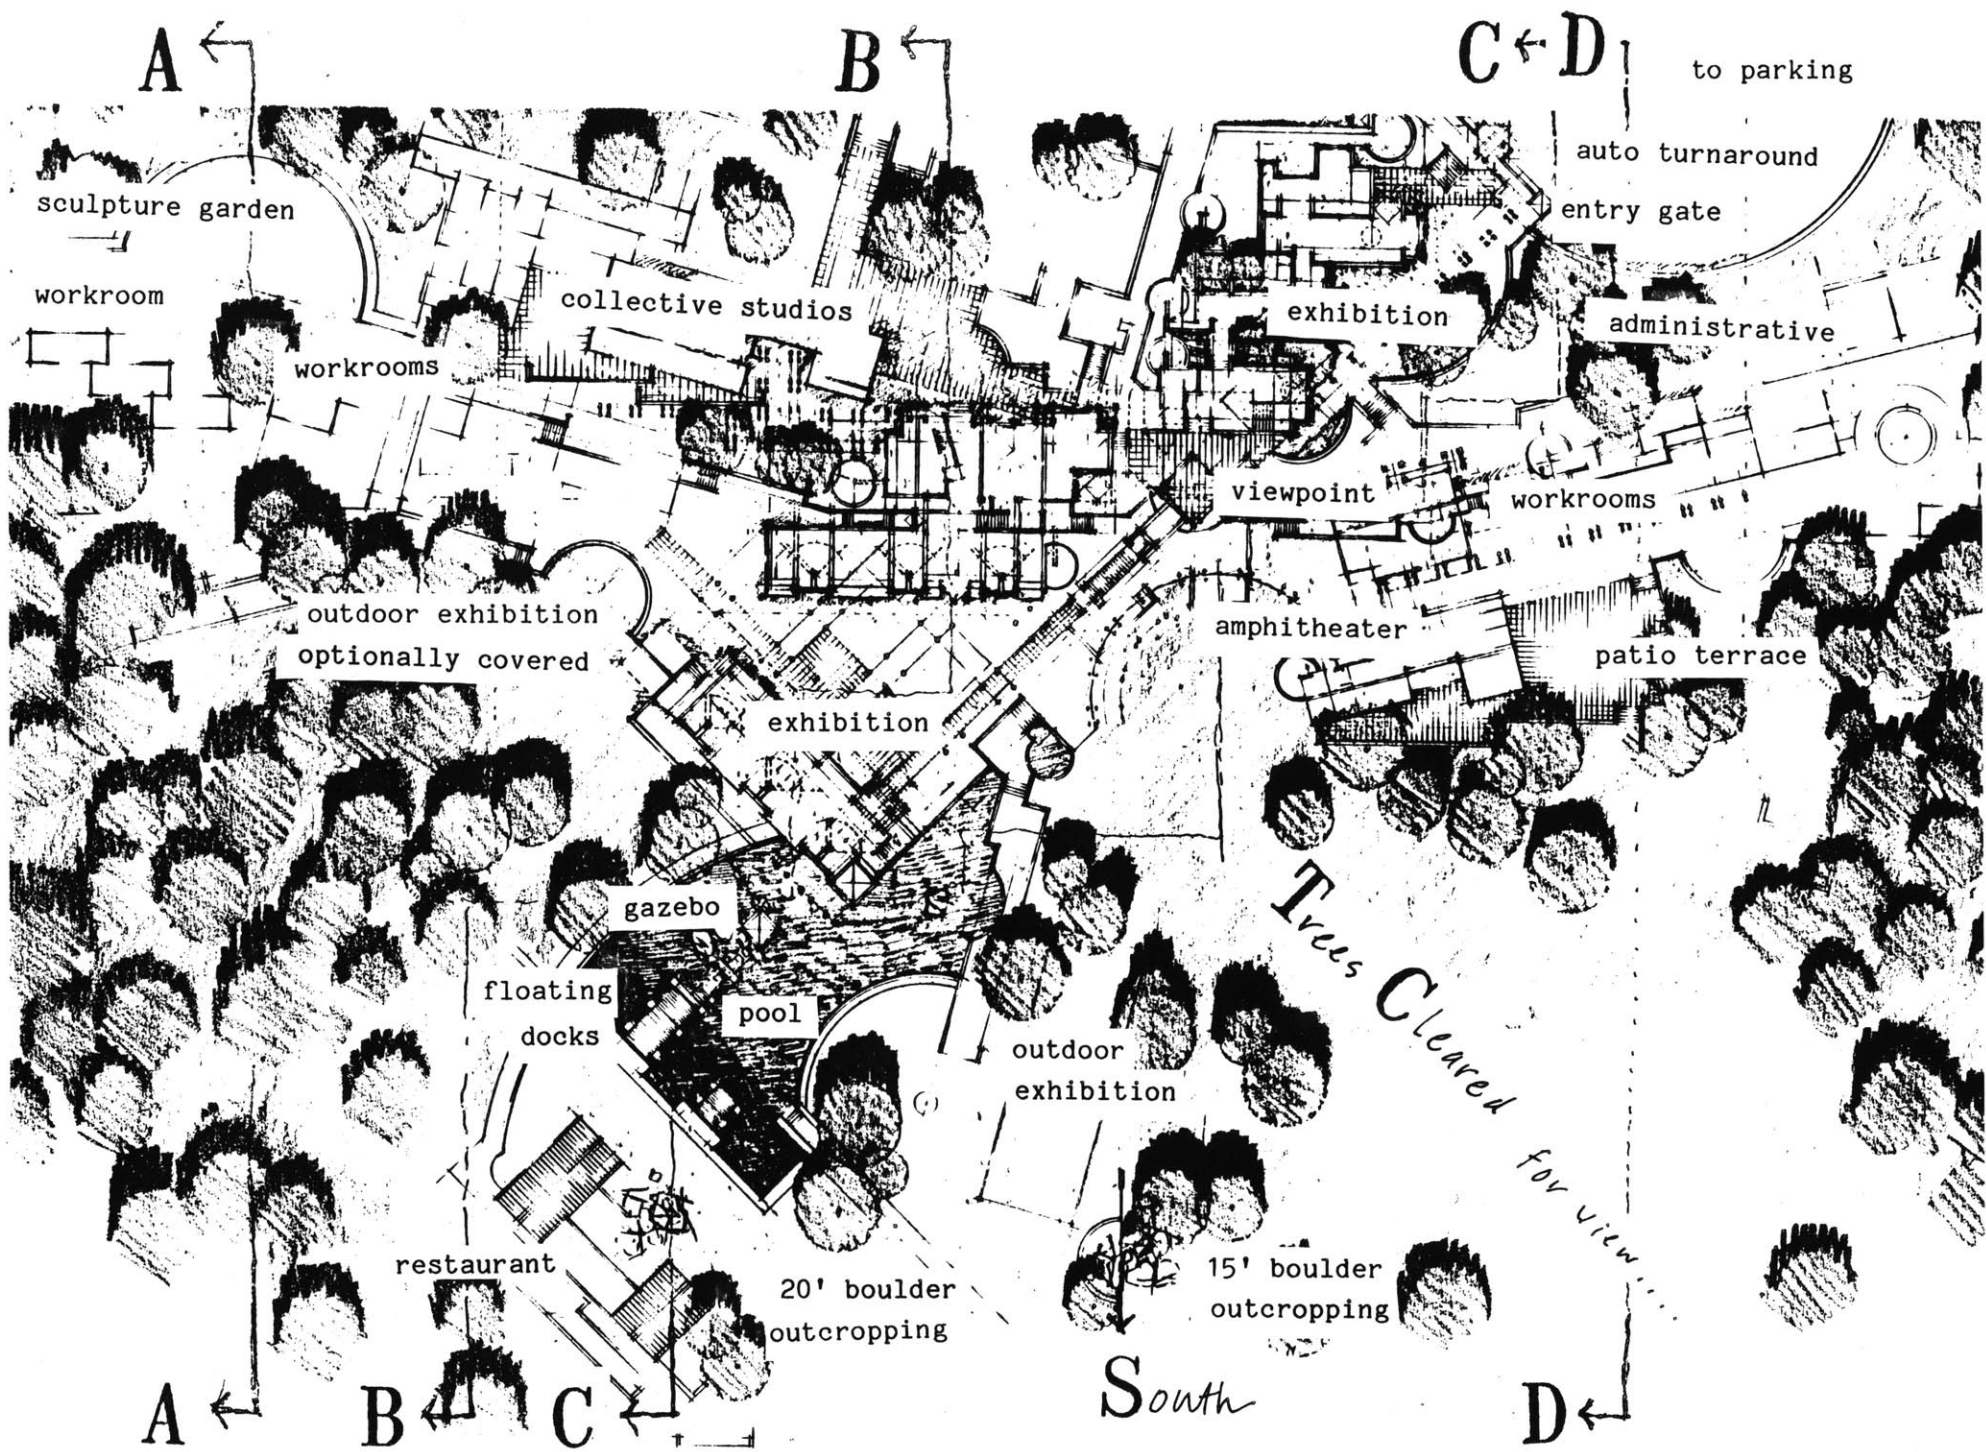 A
B
C D
to parking
auto turnaround
entry gate
sculpture garden
workroom
collective studios
exhibition
administrative
workrooms
viewpoint
workrooms
outdoor exhibition
optionally covered
amphitheater
patio terrace
exhibition
gazebo
floating
docks
pool
Trees Cleared for view....
outdoor
exhibition
restaurant
20' boulder
outcropping
15' boulder
outcropping
South
A
B
C
D